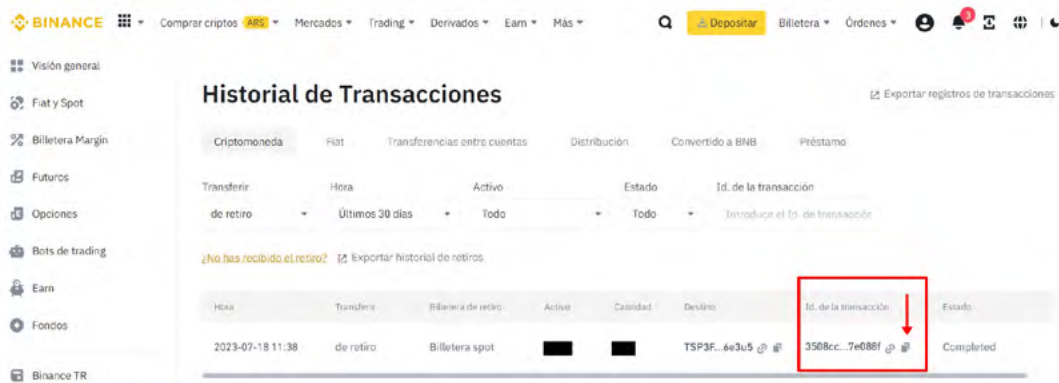 BINANCE Comprar criptos ARS Mercados Trading Derivados Earn Más Depositar Billetera Órdenes 3
Visión general
Fiat y Spot
Billetera Margin
Futuros
Opciones
Bots de trading
Earn
Fondos
Binance TR
Historial de Transacciones
Exportar registros de transacciones
Criptomoneda Fiat Transferencias entre cuentas Distribución Convertido a BNB Préstamo
Transferir Hora Activo Estado Id. de la transacción
de retiro Últimos 30 días Todo Todo Introduce el Id. de transacción
¿No has recibido el retiro? Exportar historial de retiros
Hora Transferir Billetera de retiro Activo Cantidad Destino Id. de la transacción Estado
2023-07-18 11:38 de retiro Billetera spot TSP3F...6e3u5 3508cc...7e088f Completed